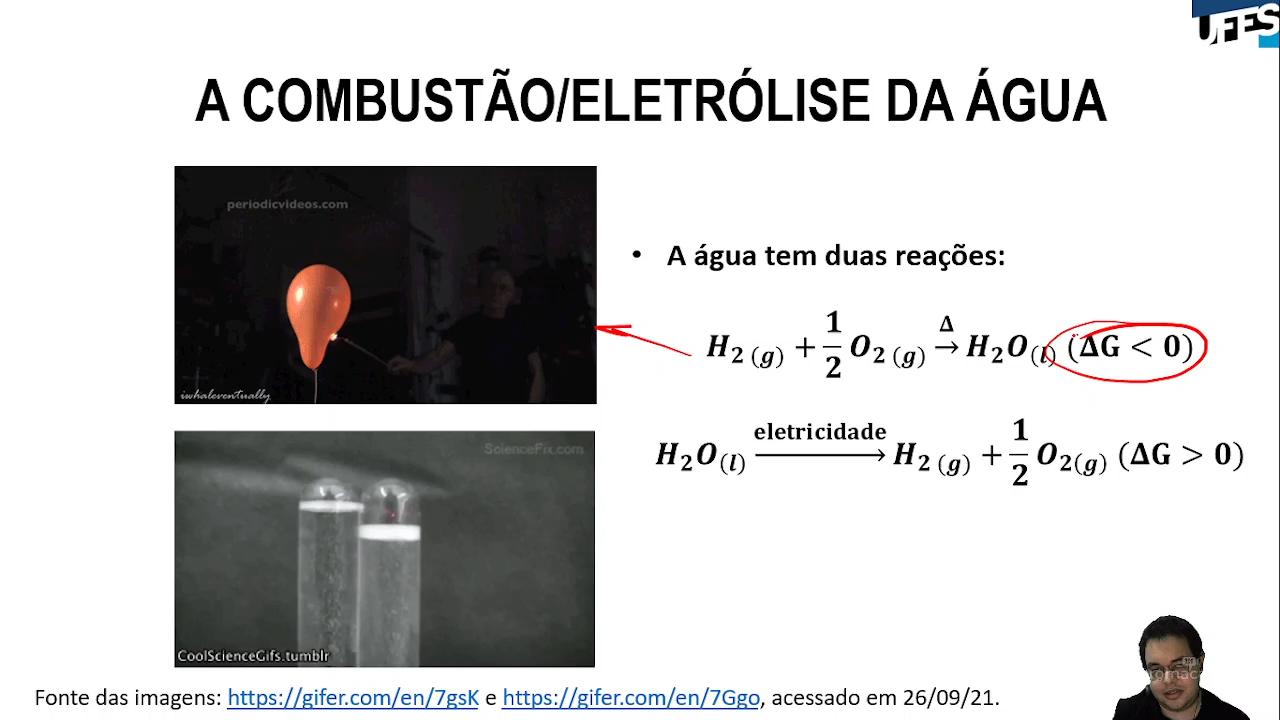 UFES
A COMBUSTÃO/ELETRÓLISE DA ÁGUA
periodicvideos.com
iwhaleventually
• A água tem duas reações:
H₂ (g) + 1/2 O₂ (g) →Δ H₂O(l) (ΔG < 0)
H₂O(l) →eletricidade H₂ (g) + 1/2 O₂(g) (ΔG > 0)
ScienceFix.com
CoolScienceGifs.tumblr
Fonte das imagens: https://gifer.com/en/7gsK e https://gifer.com/en/7Ggo, acessado em 26/09/21.